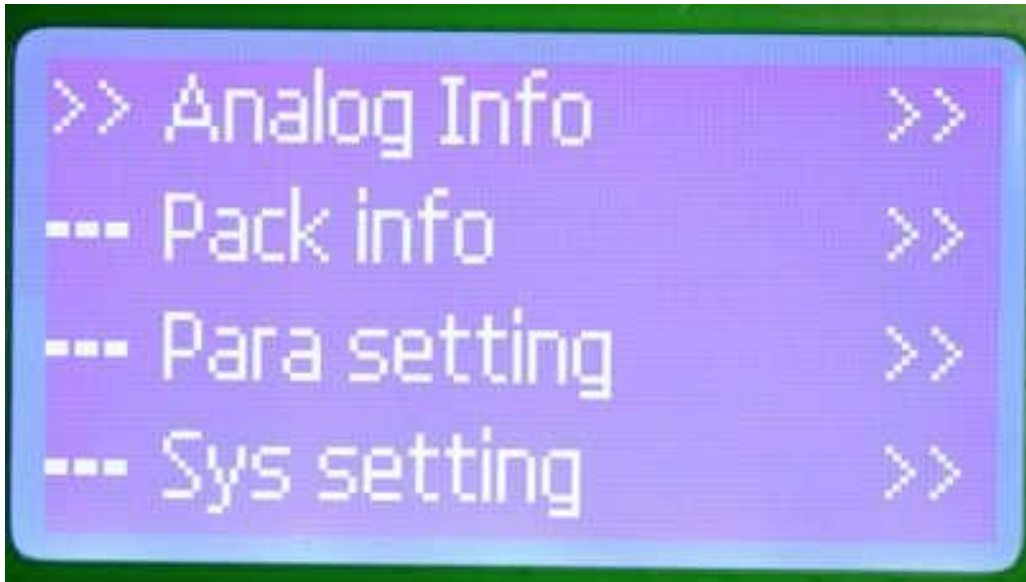 >> Analog Info >>
--- Pack info >>
--- Para setting >>
--- Sys setting >>